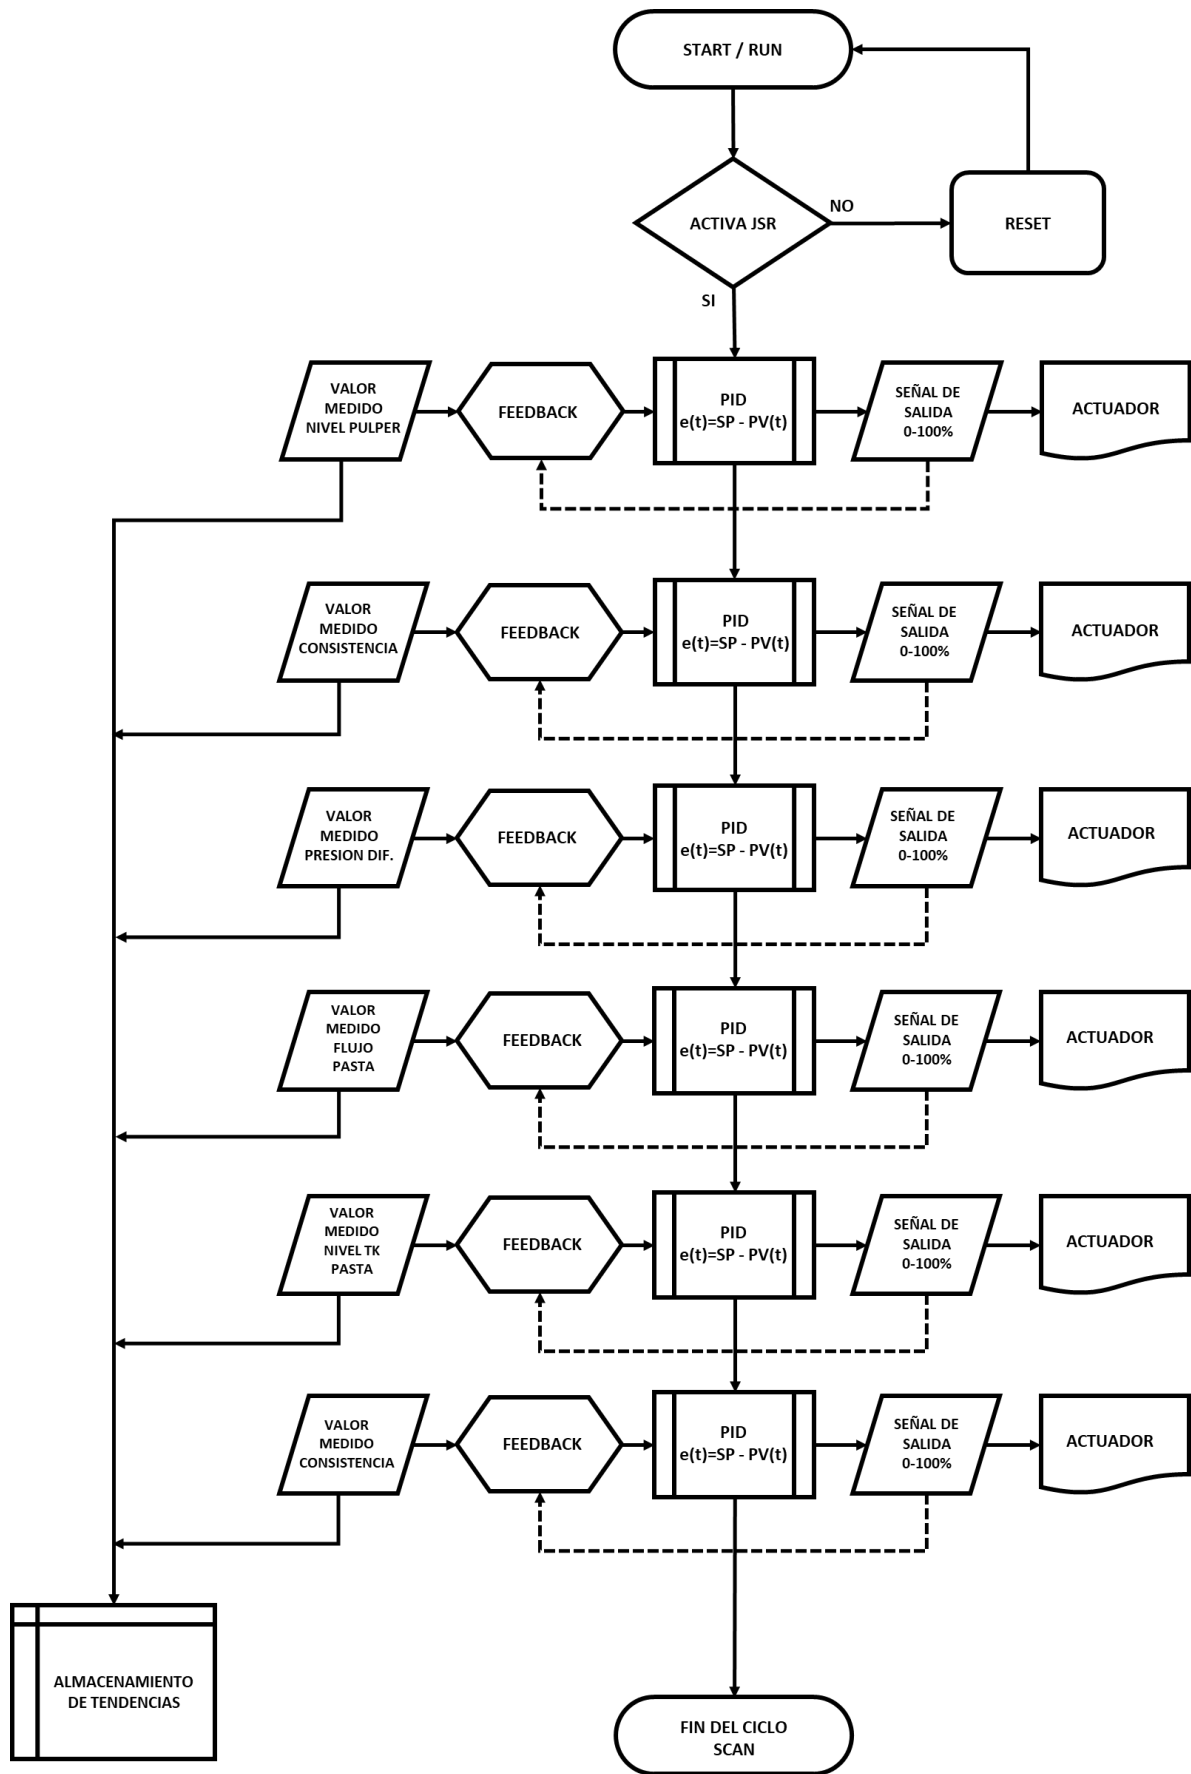 START / RUN
ACTIVA JSR
NO
RESET
SI
VALOR
MEDIDO
NIVEL PULPER
FEEDBACK
PID
e(t)=SP - PV(t)
SEÑAL DE
SALIDA
0-100%
ACTUADOR
VALOR
MEDIDO
CONSISTENCIA
FEEDBACK
PID
e(t)=SP - PV(t)
SEÑAL DE
SALIDA
0-100%
ACTUADOR
VALOR
MEDIDO
PRESION DIF.
FEEDBACK
PID
e(t)=SP - PV(t)
SEÑAL DE
SALIDA
0-100%
ACTUADOR
VALOR
MEDIDO
FLUJO
PASTA
FEEDBACK
PID
e(t)=SP - PV(t)
SEÑAL DE
SALIDA
0-100%
ACTUADOR
VALOR
MEDIDO
NIVEL TK
PASTA
FEEDBACK
PID
e(t)=SP - PV(t)
SEÑAL DE
SALIDA
0-100%
ACTUADOR
VALOR
MEDIDO
CONSISTENCIA
FEEDBACK
PID
e(t)=SP - PV(t)
SEÑAL DE
SALIDA
0-100%
ACTUADOR
ALMACENAMIENTO
DE TENDENCIAS
FIN DEL CICLO
SCAN